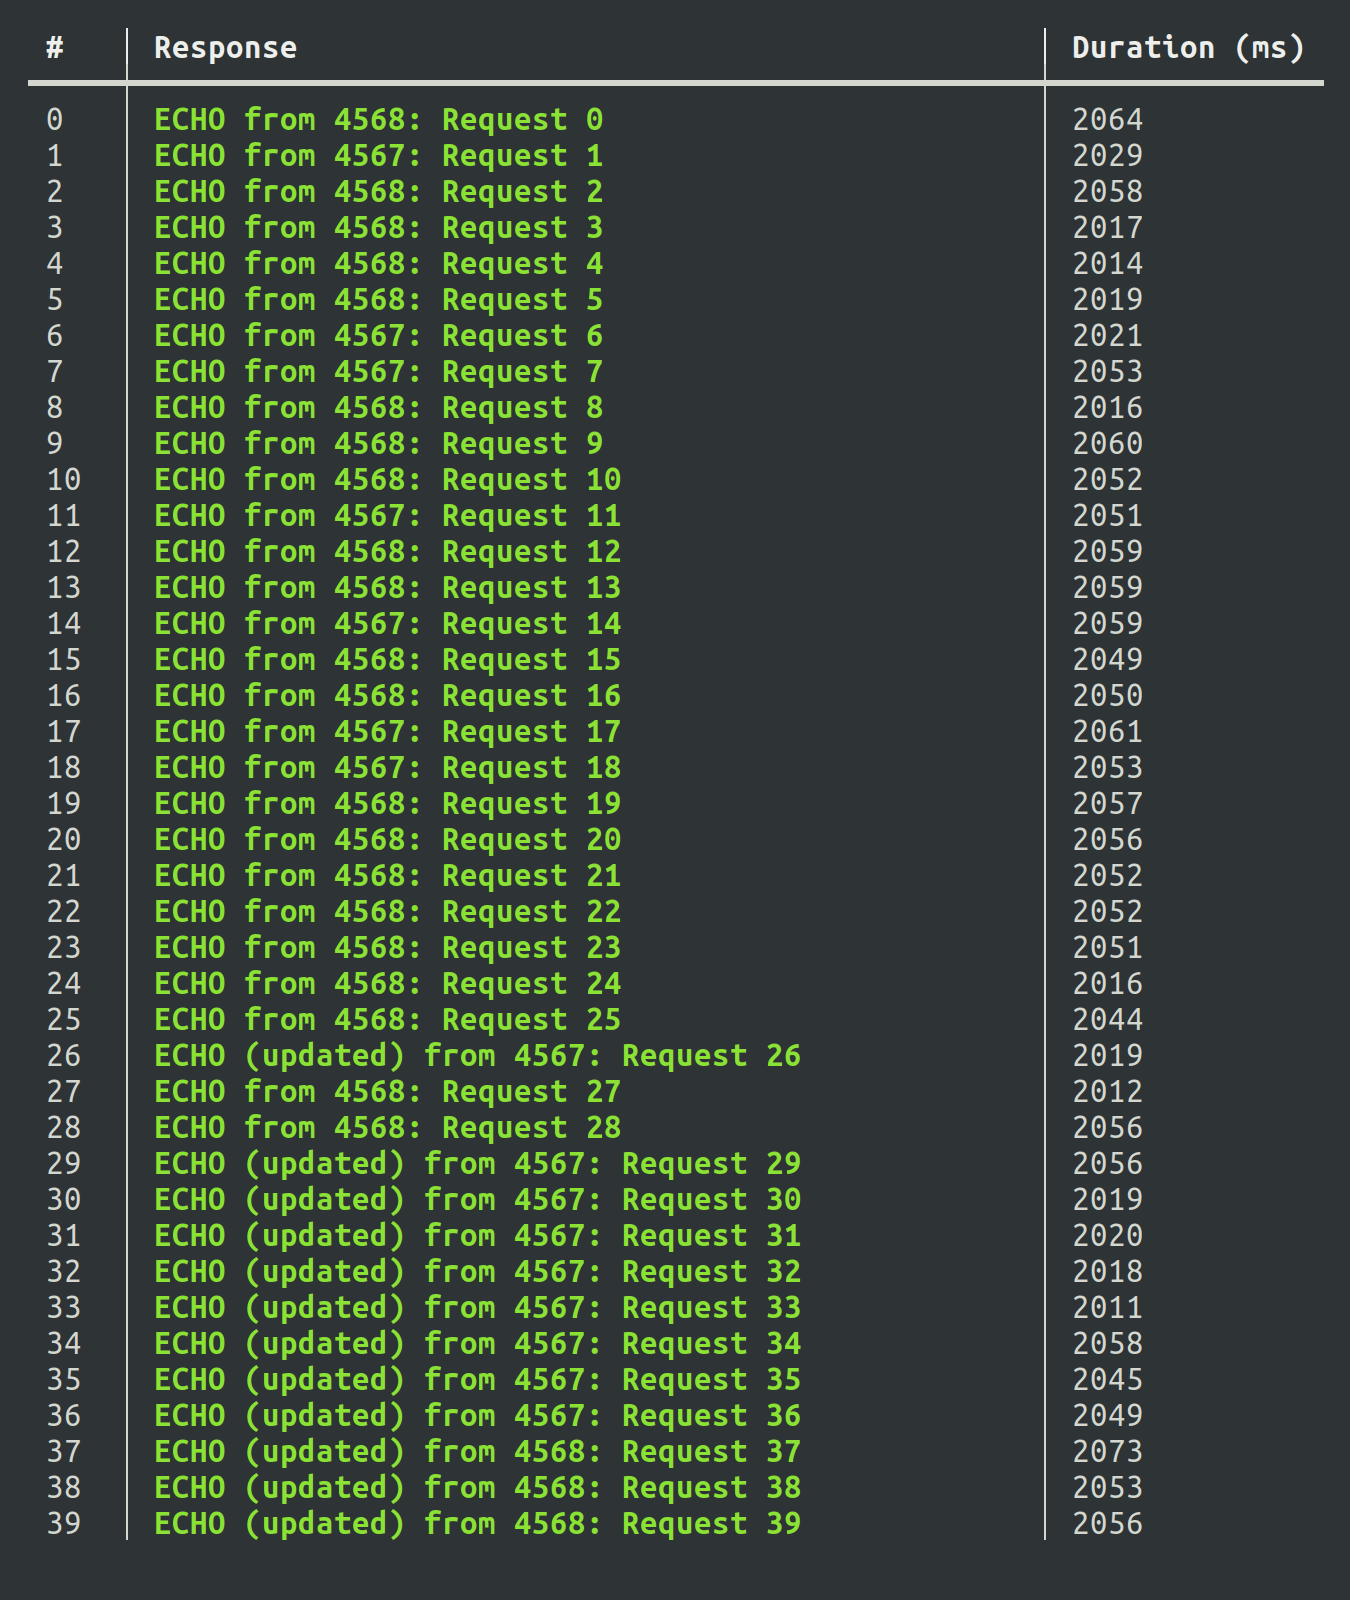 # Response Duration (ms)
0 ECHO from 4568: Request 0 2064
1 ECHO from 4567: Request 1 2029
2 ECHO from 4568: Request 2 2058
3 ECHO from 4568: Request 3 2017
4 ECHO from 4568: Request 4 2014
5 ECHO from 4568: Request 5 2019
6 ECHO from 4567: Request 6 2021
7 ECHO from 4567: Request 7 2053
8 ECHO from 4568: Request 8 2016
9 ECHO from 4568: Request 9 2060
10 ECHO from 4568: Request 10 2052
11 ECHO from 4567: Request 11 2051
12 ECHO from 4568: Request 12 2059
13 ECHO from 4568: Request 13 2059
14 ECHO from 4567: Request 14 2059
15 ECHO from 4568: Request 15 2049
16 ECHO from 4568: Request 16 2050
17 ECHO from 4567: Request 17 2061
18 ECHO from 4567: Request 18 2053
19 ECHO from 4568: Request 19 2057
20 ECHO from 4568: Request 20 2056
21 ECHO from 4568: Request 21 2052
22 ECHO from 4568: Request 22 2052
23 ECHO from 4568: Request 23 2051
24 ECHO from 4568: Request 24 2016
25 ECHO from 4568: Request 25 2044
26 ECHO (updated) from 4567: Request 26 2019
27 ECHO from 4568: Request 27 2012
28 ECHO from 4568: Request 28 2056
29 ECHO (updated) from 4567: Request 29 2056
30 ECHO (updated) from 4567: Request 30 2019
31 ECHO (updated) from 4567: Request 31 2020
32 ECHO (updated) from 4567: Request 32 2018
33 ECHO (updated) from 4567: Request 33 2011
34 ECHO (updated) from 4567: Request 34 2058
35 ECHO (updated) from 4567: Request 35 2045
36 ECHO (updated) from 4567: Request 36 2049
37 ECHO (updated) from 4568: Request 37 2073
38 ECHO (updated) from 4568: Request 38 2053
39 ECHO (updated) from 4568: Request 39 2056